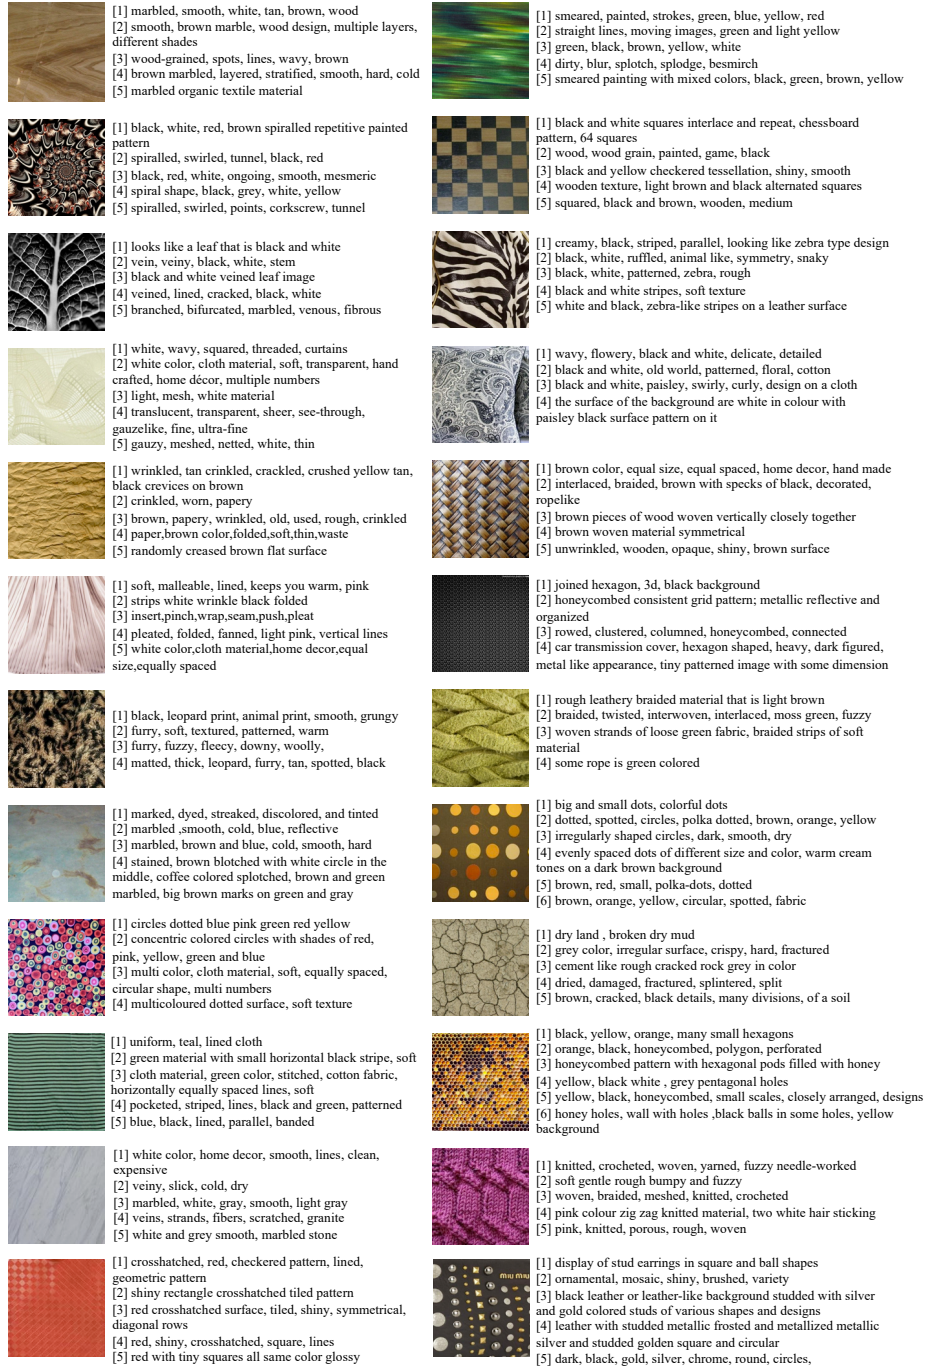 [1] marbled, smooth, white, tan, brown, wood
[2] smooth, brown marble, wood design, multiple layers,
different shades
[3] wood-grained, spots, lines, wavy, brown
[4] brown marbled, layered, stratified, smooth, hard, cold
[5] marbled organic textile material
[1] black, white, red, brown spiralled repetitive painted
pattern
[2] spiralled, swirled, tunnel, black, red
[3] black, red, white, ongoing, smooth, mesmeric
[4] spiral shape, black, grey, white, yellow
[5] spiralled, swirled, points, corkscrew, tunnel
[1] looks like a leaf that is black and white
[2] vein, veiny, black, white, stem
[3] black and white veined leaf image
[4] veined, lined, cracked, black, white
[5] branched, bifurcated, marbled, venous, fibrous
[1] white, wavy, squared, threaded, curtains
[2] white color, cloth material, soft, transparent, hand
crafted, home décor, multiple numbers
[3] light, mesh, white material
[4] translucent, transparent, sheer, see-through,
gauzelike, fine, ultra-fine
[5] gauzy, meshed, netted, white, thin
[1] wrinkled, tan crinkled, crackled, crushed yellow tan,
black crevices on brown
[2] crinkled, worn, papery
[3] brown, papery, wrinkled, old, used, rough, crinkled
[4] paper,brown color,folded,soft,thin,waste
[5] randomly creased brown flat surface
[1] soft, malleable, lined, keeps you warm, pink
[2] strips white wrinkle black folded
[3] insert,pinch,wrap,seam,push,pleat
[4] pleated, folded, fanned, light pink, vertical lines
[5] white color,cloth material,home decor,equal
size,equally spaced
[1] black, leopard print, animal print, smooth, grungy
[2] furry, soft, textured, patterned, warm
[3] furry, fuzzy, fleecy, downy, woolly,
[4] matted, thick, leopard, furry, tan, spotted, black
[1] marked, dyed, streaked, discolored, and tinted
[2] marbled ,smooth, cold, blue, reflective
[3] marbled, brown and blue, cold, smooth, hard
[4] stained, brown blotched with white circle in the
middle, coffee colored splotched, brown and green
marbled, big brown marks on green and gray
[1] circles dotted blue pink green red yellow
[2] concentric colored circles with shades of red,
pink, yellow, green and blue
[3] multi color, cloth material, soft, equally spaced,
circular shape, multi numbers
[4] multicoloured dotted surface, soft texture
[1] uniform, teal, lined cloth
[2] green material with small horizontal black stripe, soft
[3] cloth material, green color, stitched, cotton fabric,
horizontally equally spaced lines, soft
[4] pocketed, striped, lines, black and green, patterned
[5] blue, black, lined, parallel, banded
[1] white color, home decor, smooth, lines, clean,
expensive
[2] veiny, slick, cold, dry
[3] marbled, white, gray, smooth, light gray
[4] veins, strands, fibers, scratched, granite
[5] white and grey smooth, marbled stone
[1] crosshatched, red, checkered pattern, lined,
geometric pattern
[2] shiny rectangle crosshatched tiled pattern
[3] red crosshatched surface, tiled, shiny, symmetrical,
diagonal rows
[4] red, shiny, crosshatched, square, lines
[5] red with tiny squares all same color glossy
[1] smeared, painted, strokes, green, blue, yellow, red
[2] straight lines, moving images, green and light yellow
[3] green, black, brown, yellow, white
[4] dirty, blur, splotch, splodge, besmirch
[5] smeared painting with mixed colors, black, green, brown, yellow
[1] black and white squares interlace and repeat, chessboard
pattern, 64 squares
[2] wood, wood grain, painted, game, black
[3] black and yellow checkered tessellation, shiny, smooth
[4] wooden texture, light brown and black alternated squares
[5] squared, black and brown, wooden, medium
[1] creamy, black, striped, parallel, looking like zebra type design
[2] black, white, ruffled, animal like, symmetry, snaky
[3] black, white, patterned, zebra, rough
[4] black and white stripes, soft texture
[5] white and black, zebra-like stripes on a leather surface
[1] wavy, flowery, black and white, delicate, detailed
[2] black and white, old world, patterned, floral, cotton
[3] black and white, paisley, swirly, curly, design on a cloth
[4] the surface of the background are white in colour with
paisley black surface pattern on it
[1] brown color, equal size, equal spaced, home decor, hand made
[2] interlaced, braided, brown with specks of black, decorated,
ropelike
[3] brown pieces of wood woven vertically closely together
[4] brown woven material symmetrical
[5] unwrinkled, wooden, opaque, shiny, brown surface
[1] joined hexagon, 3d, black background
[2] honeycombed consistent grid pattern; metallic reflective and
organized
[3] rowed, clustered, columned, honeycombed, connected
[4] car transmission cover, hexagon shaped, heavy, dark figured,
metal like appearance, tiny patterned image with some dimension
[1] rough leathery braided material that is light brown
[2] braided, twisted, interwoven, interlaced, moss green, fuzzy
[3] woven strands of loose green fabric, braided strips of soft
material
[4] some rope is green colored
[1] big and small dots, colorful dots
[2] dotted, spotted, circles, polka dotted, brown, orange, yellow
[3] irregularly shaped circles, dark, smooth, dry
[4] evenly spaced dots of different size and color, warm cream
tones on a dark brown background
[5] brown, red, small, polka-dots, dotted
[6] brown, orange, yellow, circular, spotted, fabric
[1] dry land , broken dry mud
[2] grey color, irregular surface, crispy, hard, fractured
[3] cement like rough cracked rock grey in color
[4] dried, damaged, fractured, splintered, split
[5] brown, cracked, black details, many divisions, of a soil
[1] black, yellow, orange, many small hexagons
[2] orange, black, honeycombed, polygon, perforated
[3] honeycombed pattern with hexagonal pods filled with honey
[4] yellow, black white , grey pentagonal holes
[5] yellow, black, honeycombed, small scales, closely arranged, designs
[6] honey holes, wall with holes ,black balls in some holes, yellow
background
[1] knitted, crocheted, woven, yarned, fuzzy needle-worked
[2] soft gentle rough bumpy and fuzzy
[3] woven, braided, meshed, knitted, crocheted
[4] pink colour zig zag knitted material, two white hair sticking
[5] pink, knitted, porous, rough, woven
miu miu
[1] display of stud earrings in square and ball shapes
[2] ornamental, mosaic, shiny, brushed, variety
[3] black leather or leather-like background studded with silver
and gold colored studs of various shapes and designs
[4] leather with studded metallic frosted and metallized metallic
silver and studded golden square and circular
[5] dark, black, gold, silver, chrome, round, circles,